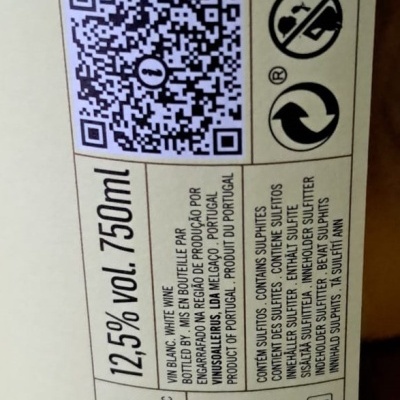 12,5% vol. 750ml
VIN BLANC. WHITE WINE
BOTTLED BY . MIS EN BOUTEILLE PAR
ENGARRAFADO NA REGIÃO DE PRODUÇÃO POR
VINUSOALLEIRUS, LDA MELGAÇO . PORTUGAL
PRODUCT OF PORTUGAL . PRODUIT DU PORTUGAL
CONTÉM SULFITOS . CONTAINS SULPHITES
CONTIENT DES SULFITES . CONTIENE SULFITOS
INNEHÅLLER SULFITER . ENTHÄLT SULFITE
SISÄLTÄÄ SULFIITTEJA . INNEHOLDER SULFITTER
INDEHOLDER SULFITTER . BEVAT SULPHITS
INNIHALD SULPHITS . TÁ SUILFÍTÍ ANN
®
i